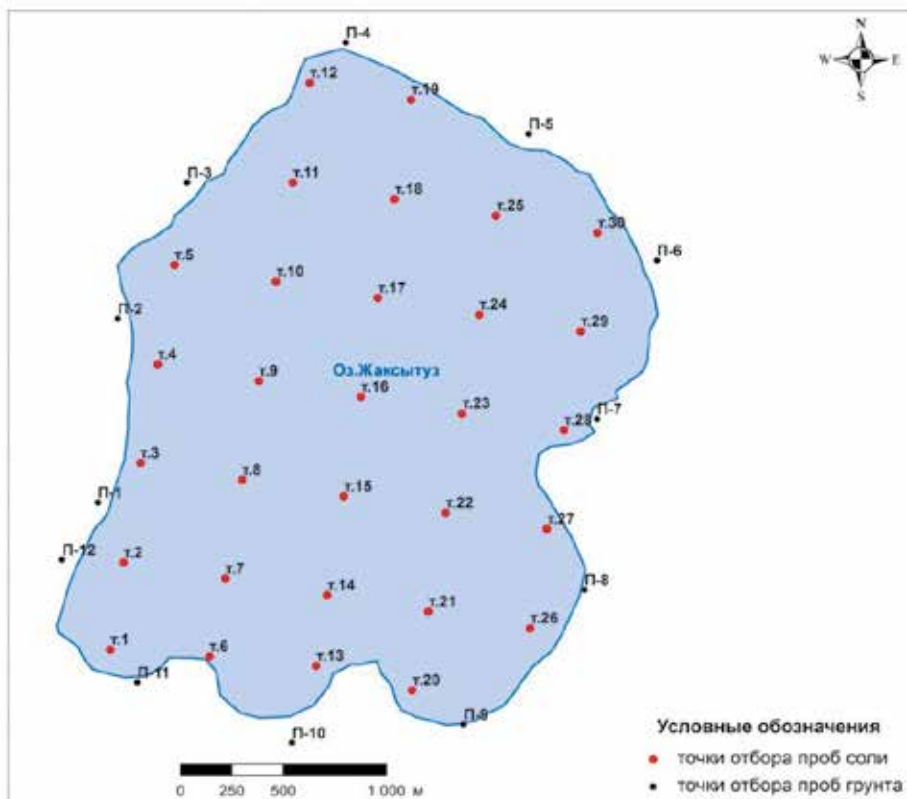 П-4
N
т.12
W E
т.19
S
П-5
П-3
т.11
т.18
т.25
т.30
П-6
т.5
т.10
т.17
П-2
т.24
т.29
т.4
Оз.Жаксытуз
т.9
т.16
т.23
П-7
т.28
т.3
т.8
т.15
П-1
т.22
т.27
П-12
т.2
т.7
т.14
П-8
т.21
т.26
т.1
т.6
т.13
П-11
т.20
П-9
П-10
Условные обозначения
точки отбора проб соли
точки отбора проб грунта
0 250 500 1 000 м